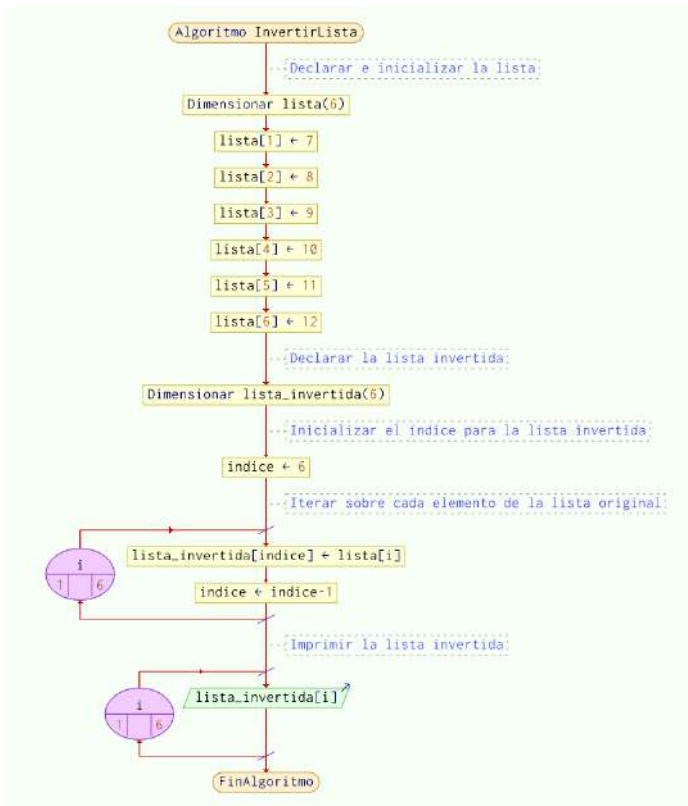 Algoritmo InvertirLista
Declarar e inicializar la lista
Dimensionar lista(6)
lista[1] ← 7
lista[2] ← 8
lista[3] ← 9
lista[4] ← 10
lista[5] ← 11
lista[6] ← 12
Declarar la lista invertida
Dimensionar lista_invertida(6)
Inicializar el índice para la lista invertida
indice ← 6
Iterar sobre cada elemento de la lista original
lista_invertida[indice] ← lista[i]
i
1 6
indice ← indice-1
Imprimir la lista invertida
lista_invertida[i]
i
1 6
FinAlgoritmo